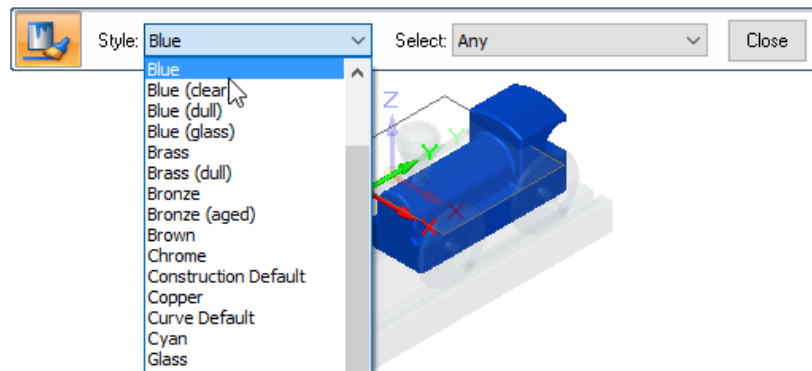 Style: Blue Select: Any Close
Blue
Blue (clear)
Blue (dull)
Blue (glass)
Brass
Brass (dull)
Bronze
Bronze (aged)
Brown
Chrome
Construction Default
Copper
Curve Default
Cyan
Glass
Z
Y
Y
X
X